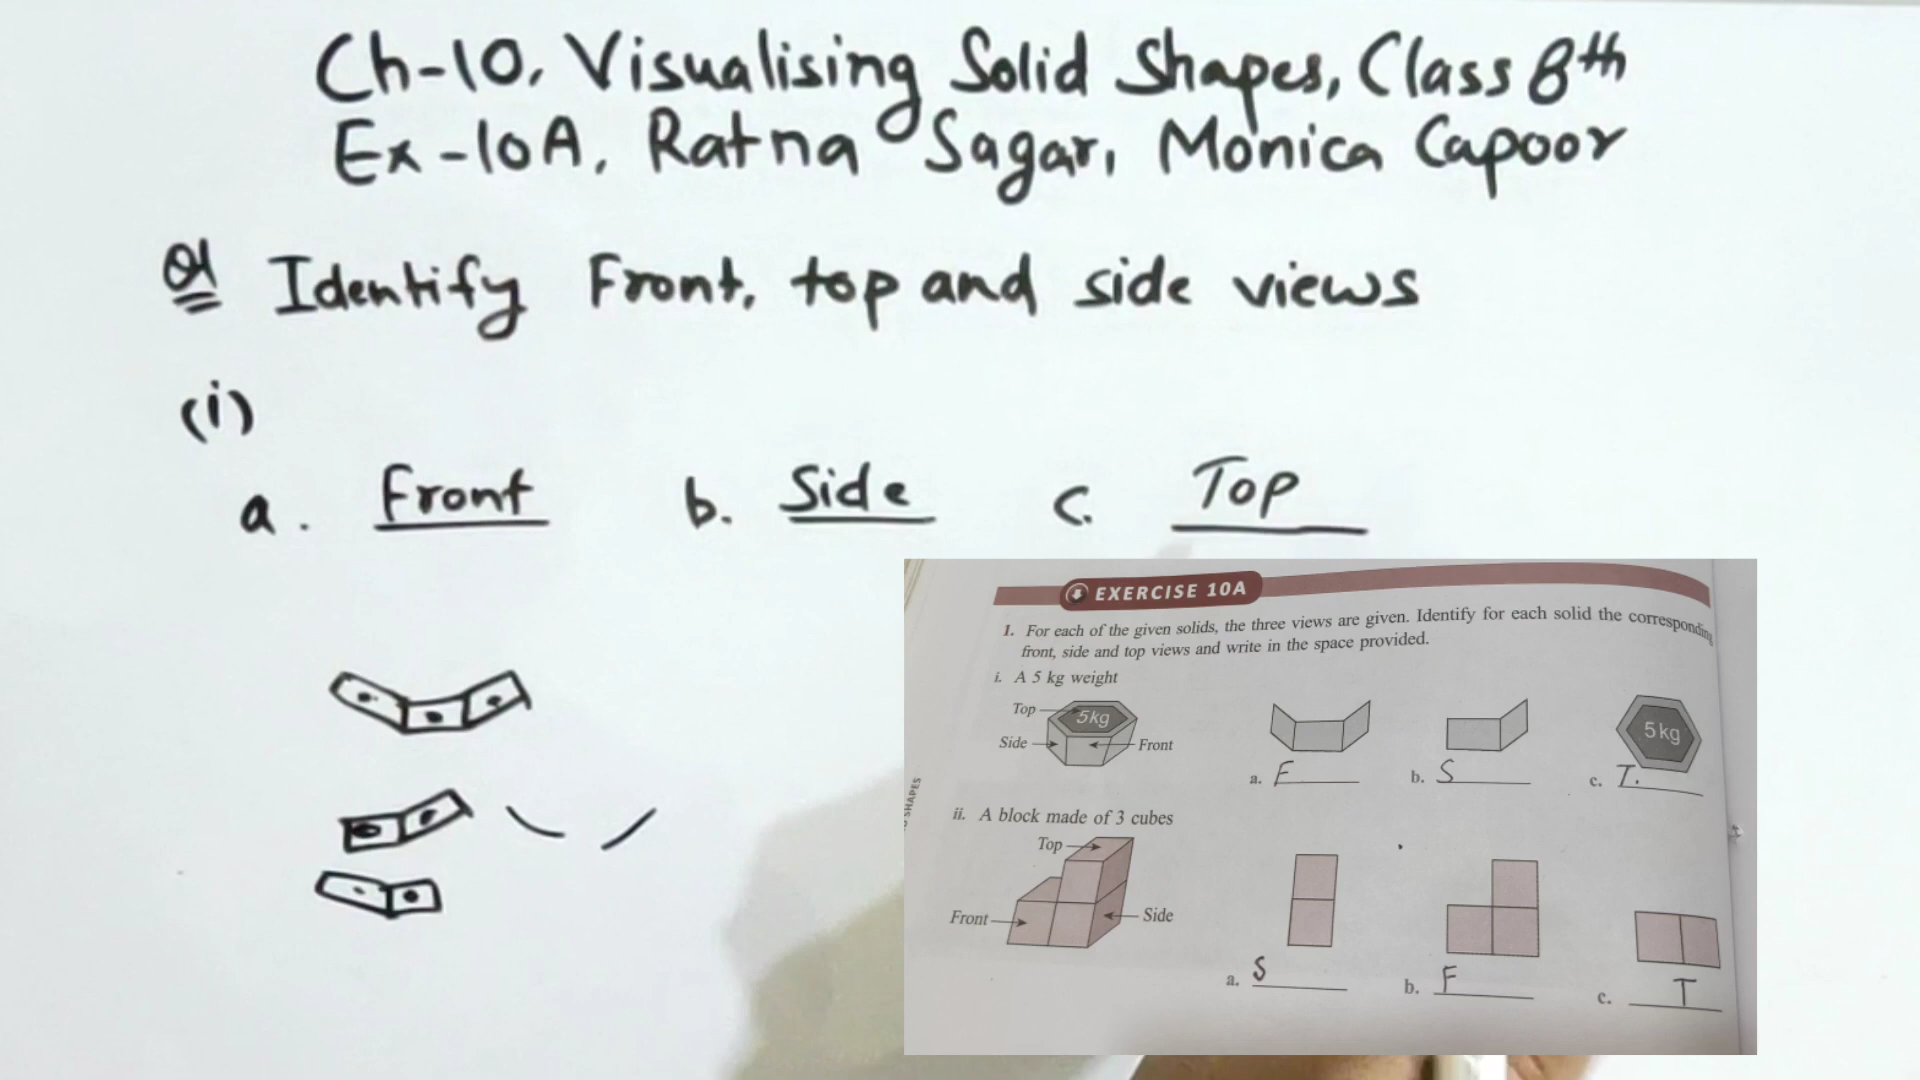 Ch-10, Visualising Solid Shapes, Class 8th
Ex-10A, Ratna Sagar, Monica Capoor
Q1 Identify Front, top and side views
(i)
a. Front b. Side c. Top
EXERCISE 10A
1. For each of the given solids, the three views are given. Identify for each solid the corresponding
front, side and top views and write in the space provided.
i. A 5 kg weight
Top
5kg
Side
Front
5 kg
a. F b. S c. T.
ii. A block made of 3 cubes
Top
Front
Side
a. S b. F c. T
SHAPES